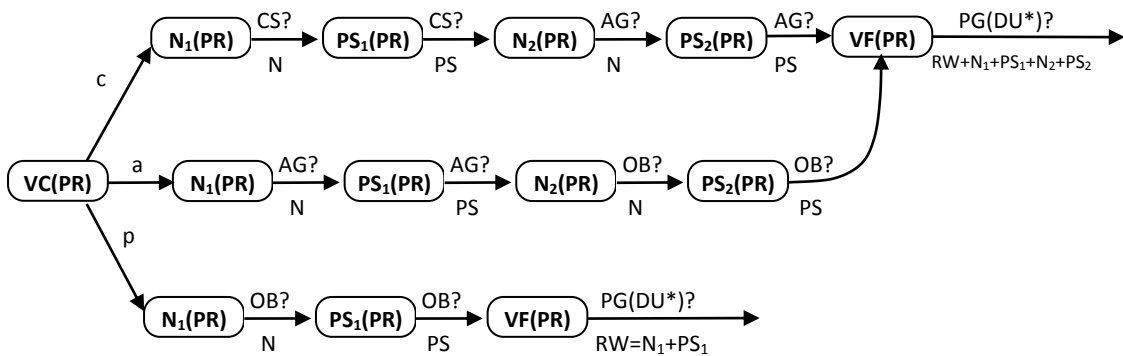 N₁(PR) CS? PS₁(PR) CS? N₂(PR) AG? PS₂(PR) AG? VF(PR) PG(DU*)?
N PS N PS RW+N₁+PS₁+N₂+PS₂
c
VC(PR) a N₁(PR) AG? PS₁(PR) AG? N₂(PR) OB? PS₂(PR) OB?
N PS N PS
p
N₁(PR) OB? PS₁(PR) OB? VF(PR) PG(DU*)?
N PS RW=N₁+PS₁